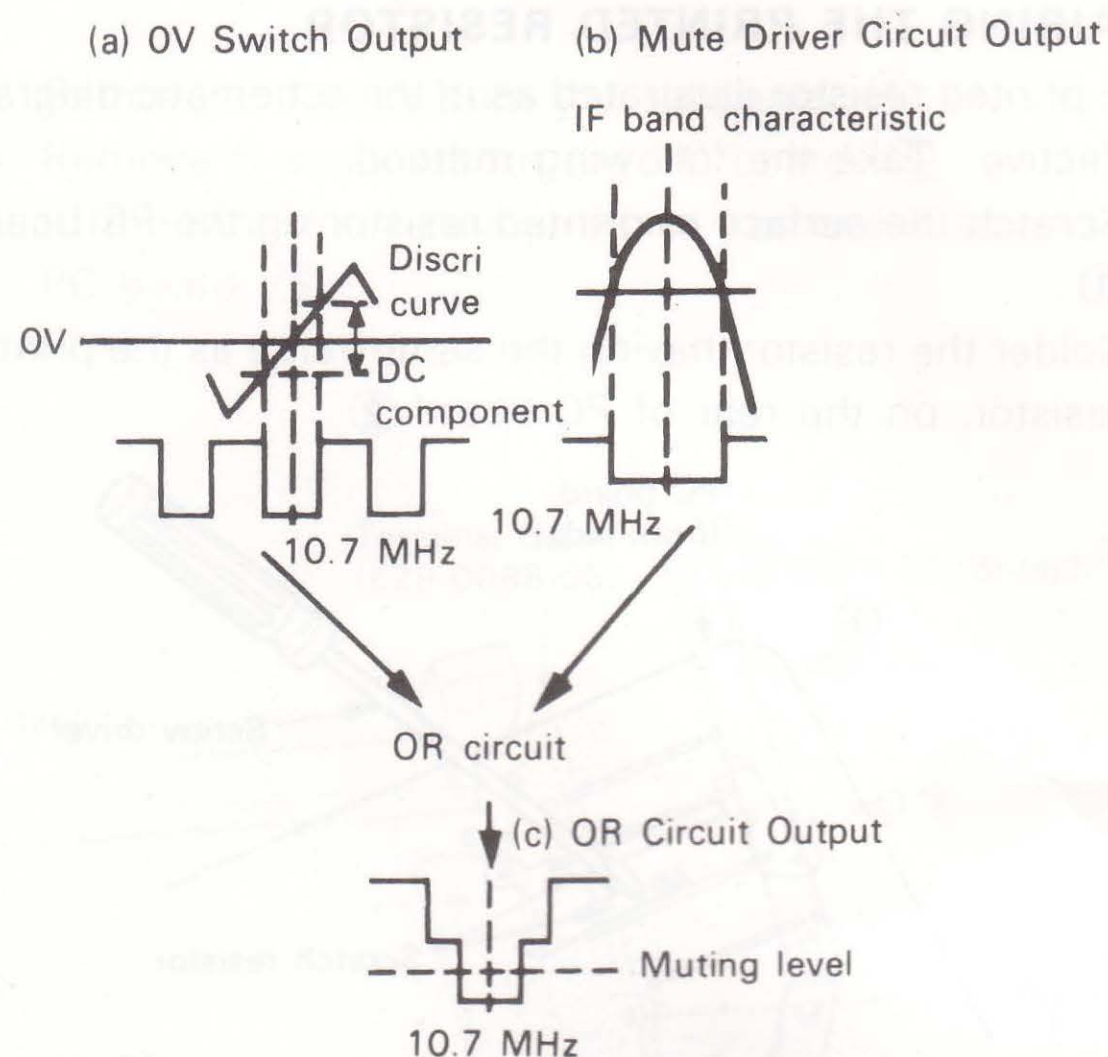 (a) 0V Switch Output
(b) Mute Driver Circuit Output
IF band characteristic
Discri
curve
0V
DC
component
10.7 MHz
10.7 MHz
OR circuit
(c) OR Circuit Output
Muting level
10.7 MHz